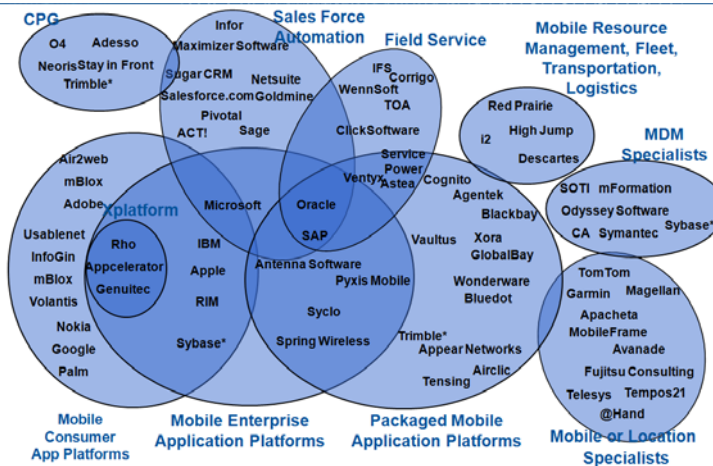 CPG
O4
Adesso
Neoris
Stay in Front
Trimble*
Infor
Maximizer Software
Sugar CRM
Netsuite
Salesforce.com
Goldmine
Pivotal
ACT!
Sage
Sales Force
Automation
Field Service
IFS
Corrigo
WennSoft
TOA
ClickSoftware
Service
Power
Ventyx
Astea
Mobile Resource
Management, Fleet,
Transportation,
Logistics
Red Prairie
i2
High Jump
Descartes
MDM
Specialists
SOTI
mFormation
Odyssey Software
Sybase*
CA
Symantec
Air2web
mBlox
Adobe
Xplatform
Usablenet
InfoGin
mBlox
Volantis
Rho
Appcelerator
Genuitec
Nokia
Google
Palm
Microsoft
IBM
Apple
RIM
Sybase*
Oracle
SAP
Antenna Software
Pyxis Mobile
Syclo
Spring Wireless
Cognito
Agentek
Blackbay
Vaultus
Xora
GlobalBay
Wonderware
Bluedot
Trimble*
Appear Networks
Airclic
Tensing
TomTom
Garmin
Magellan
Apacheta
MobileFrame
Avanade
Fujitsu Consulting
Telesys
Tempos21
@Hand
Mobile
Consumer
App Platforms
Mobile Enterprise
Application Platforms
Packaged Mobile
Application Platforms
Mobile or Location
Specialists